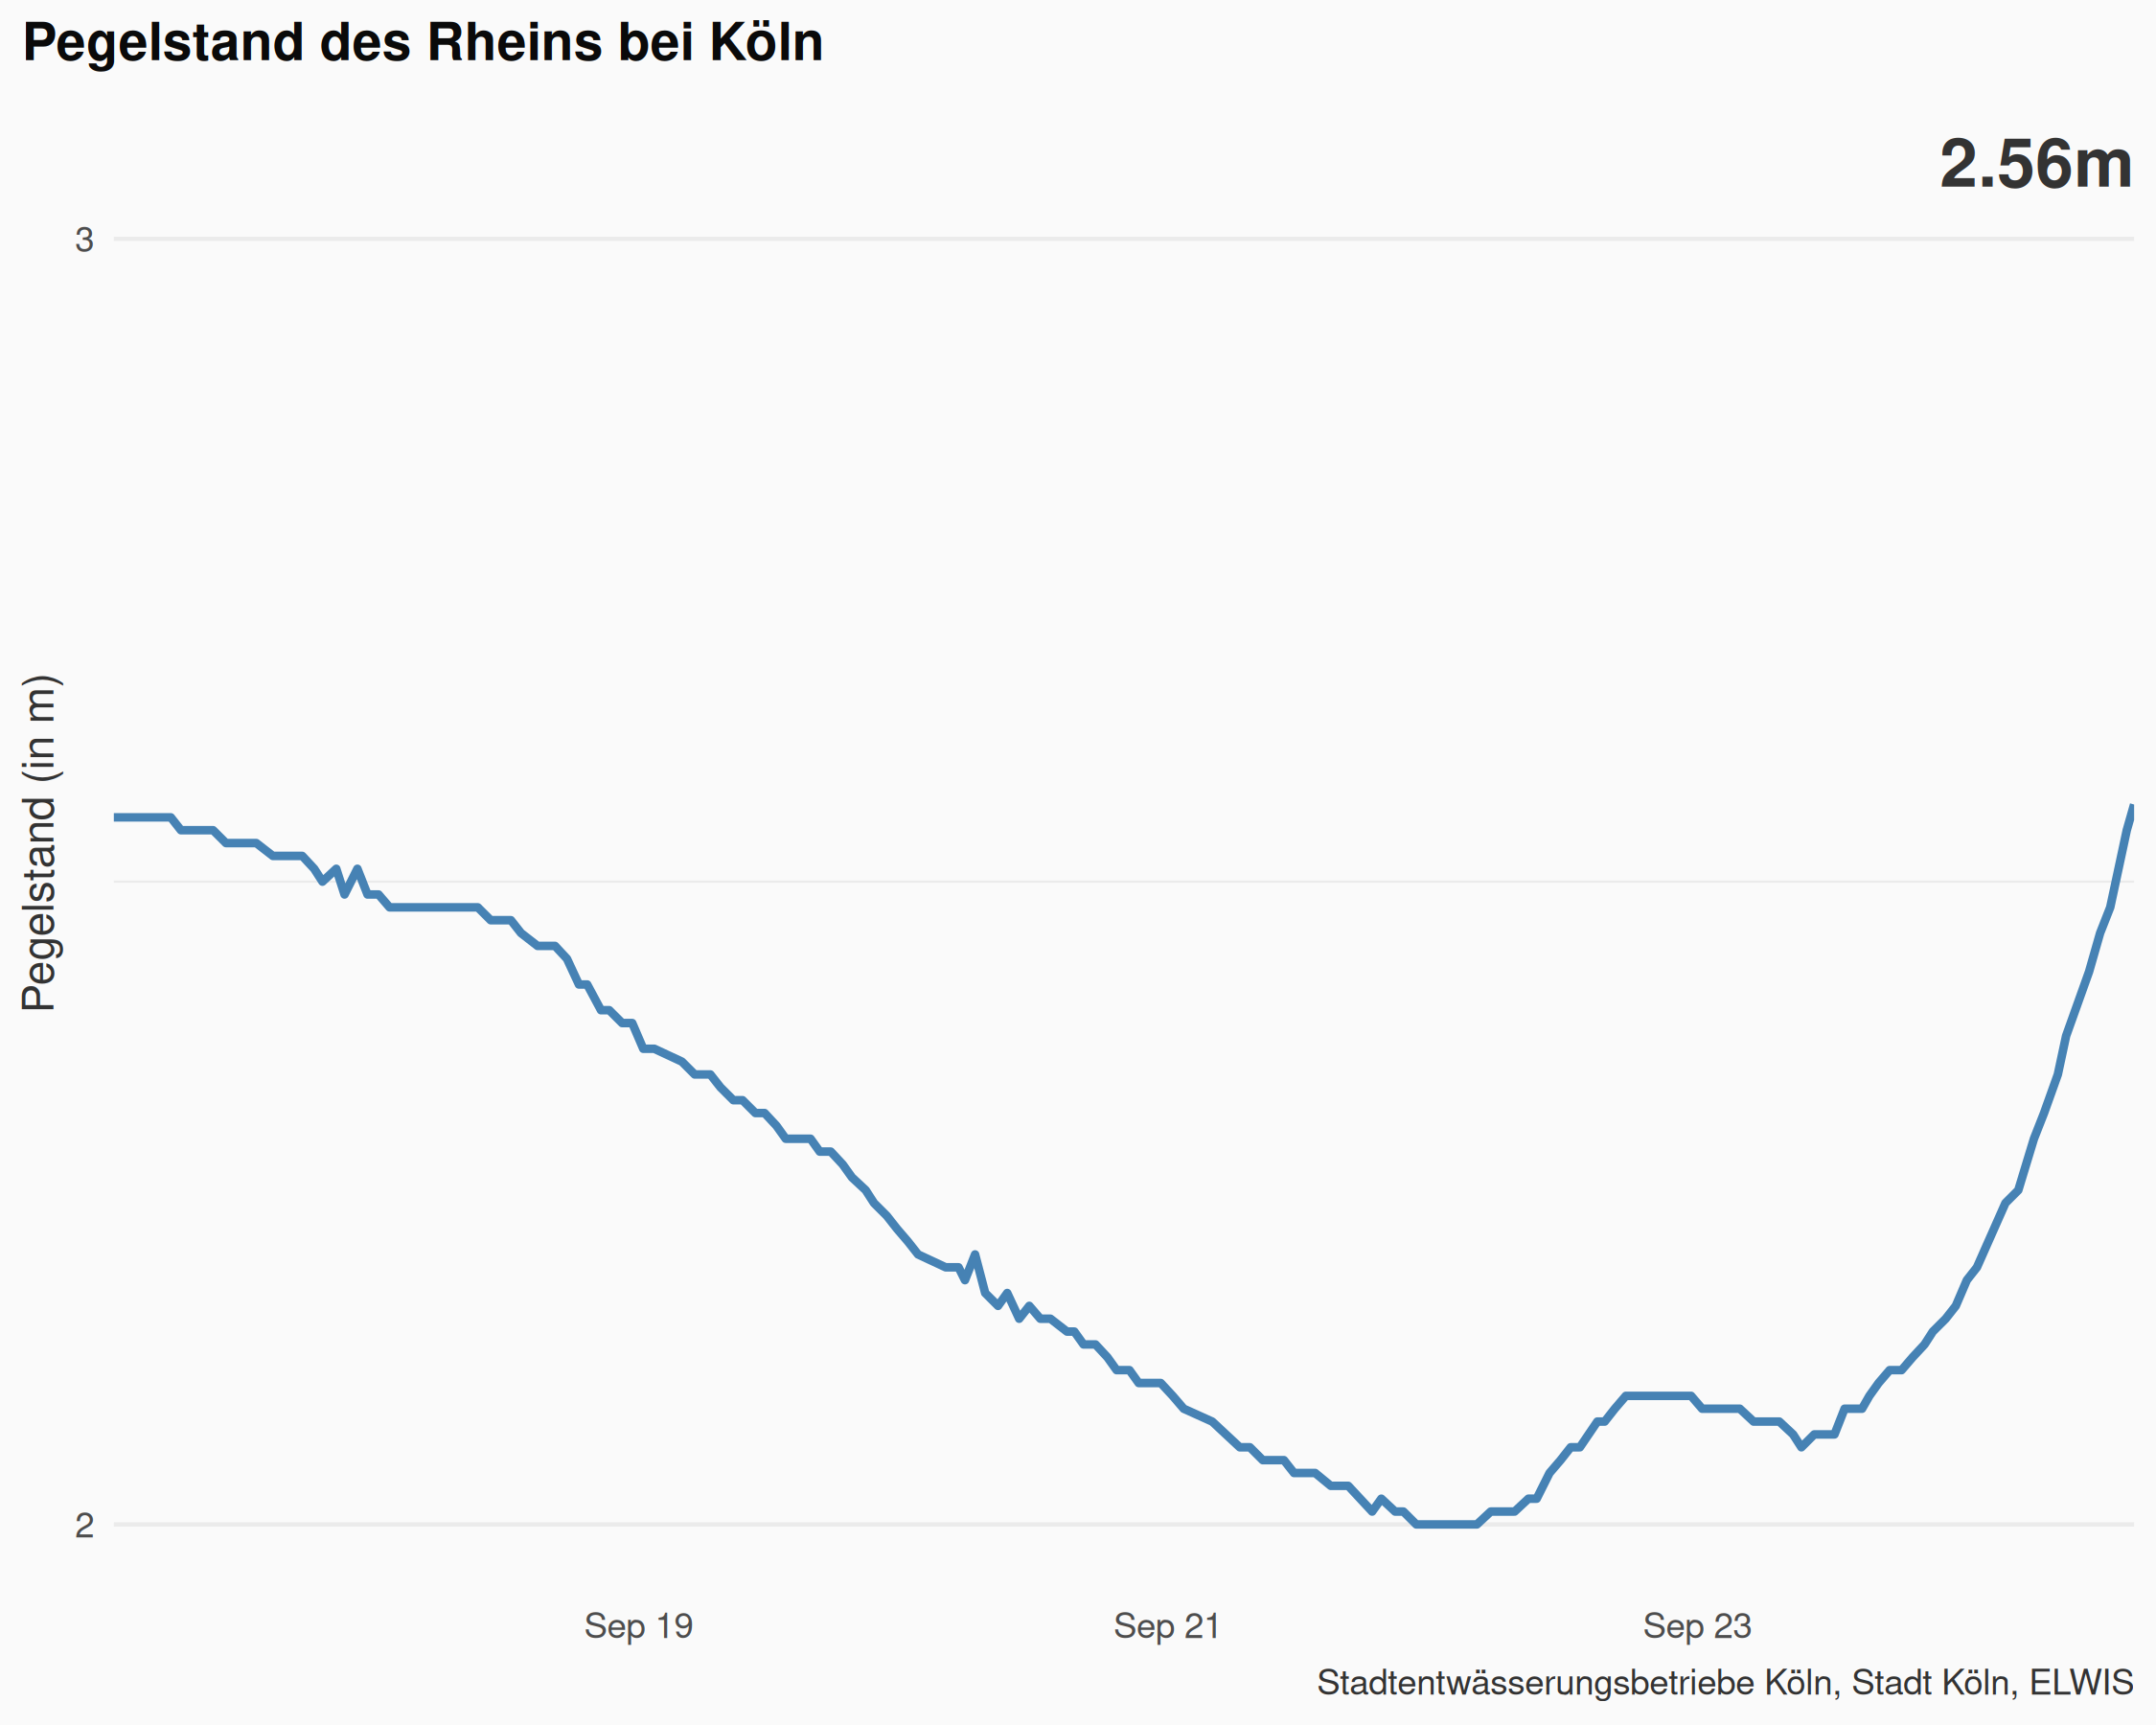 Pegelstand des Rheins bei Köln
2.56m
3
Pegelstand (in m)
2
Sep 19
Sep 21
Sep 23
Stadtentwässerungsbetriebe Köln, Stadt Köln, ELWIS